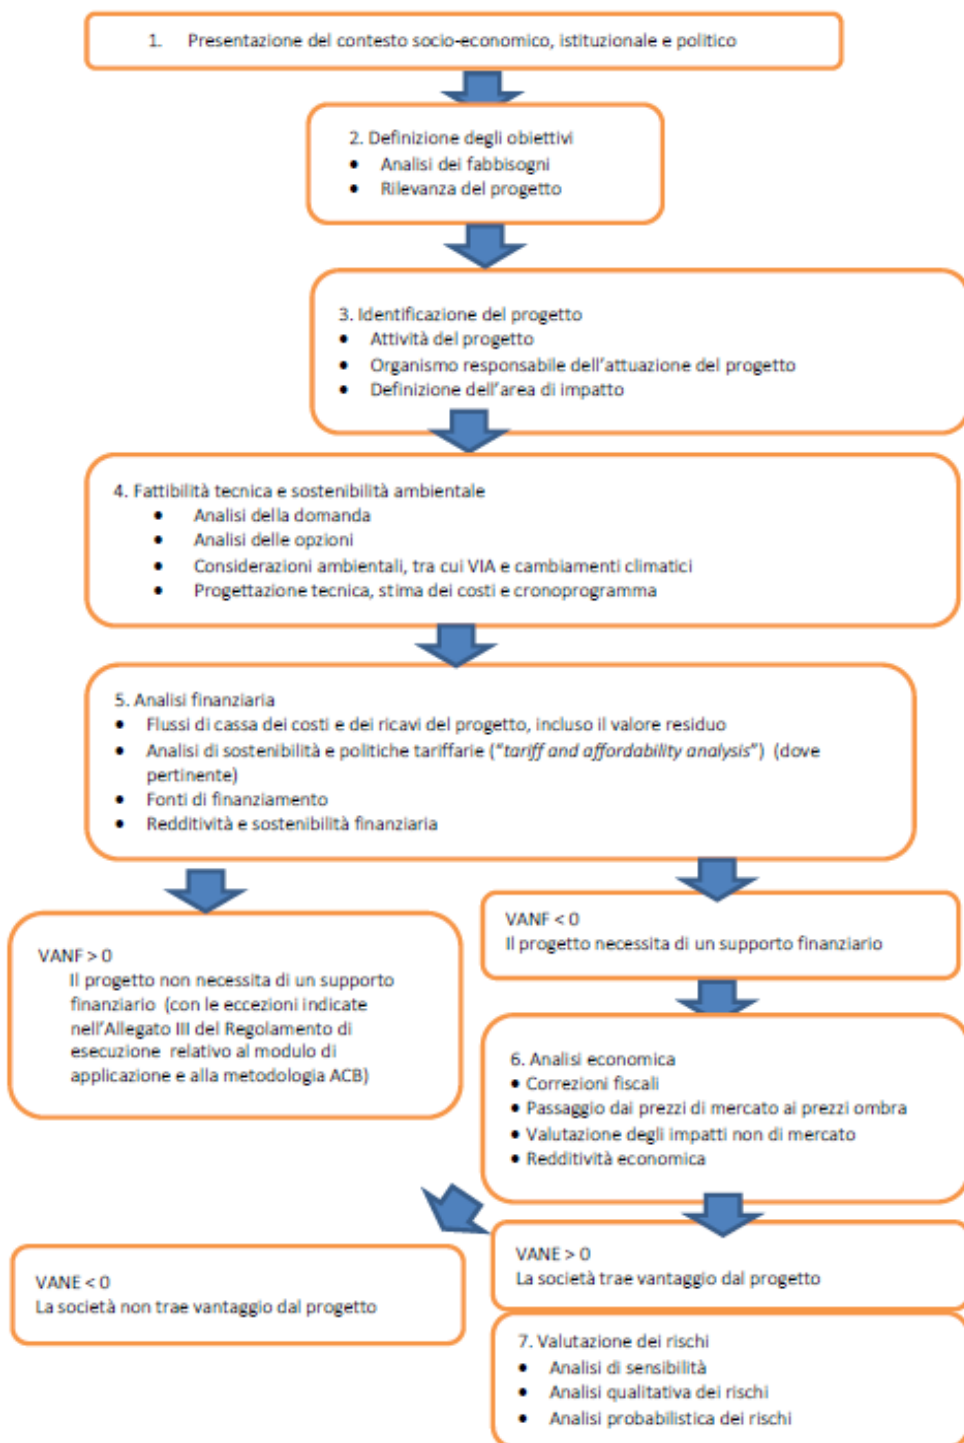 1. Presentazione del contesto socio-economico, istituzionale e politico
2. Definizione degli obiettivi
• Analisi dei fabbisogni
• Rilevanza del progetto
3. Identificazione del progetto
• Attività del progetto
• Organismo responsabile dell'attuazione del progetto
• Definizione dell'area di impatto
4. Fattibilità tecnica e sostenibilità ambientale
• Analisi della domanda
• Analisi delle opzioni
• Considerazioni ambientali, tra cui VIA e cambiamenti climatici
• Progettazione tecnica, stima dei costi e cronoprogramma
5. Analisi finanziaria
• Flussi di cassa dei costi e dei ricavi del progetto, incluso il valore residuo
• Analisi di sostenibilità e politiche tariffarie ("tariff and affordability analysis") (dove
pertinente)
• Fonti di finanziamento
• Redditività e sostenibilità finanziaria
VANF > 0
Il progetto non necessita di un supporto
finanziario (con le eccezioni indicate
nell'Allegato III del Regolamento di
esecuzione relativo al modulo di
applicazione e alla metodologia ACB)
VANF < 0
Il progetto necessita di un supporto finanziario
6. Analisi economica
• Correzioni fiscali
• Passaggio dai prezzi di mercato ai prezzi ombra
• Valutazione degli impatti non di mercato
• Redditività economica
VANE < 0
La società non trae vantaggio dal progetto
VANE > 0
La società trae vantaggio dal progetto
7. Valutazione dei rischi
• Analisi di sensibilità
• Analisi qualitativa dei rischi
• Analisi probabilistica dei rischi